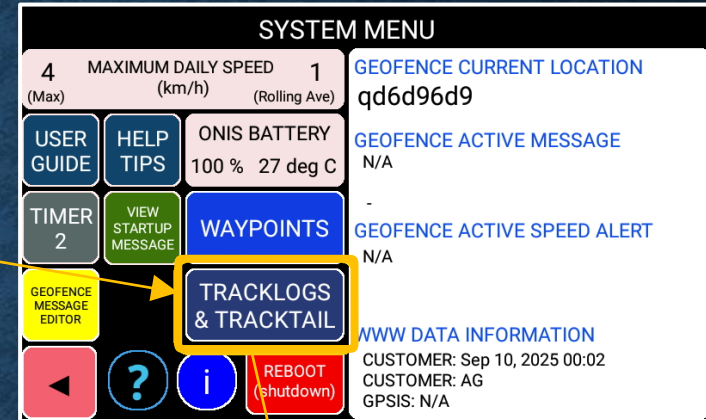 SYSTEM MENU
4 MAXIMUM DAILY SPEED 1
(Max) (km/h) (Rolling Ave)
USER
GUIDE
HELP
TIPS
ONIS BATTERY
100 % 27 deg C
TIMER
2
VIEW
STARTUP
MESSAGE
WAYPOINTS
GEOFENCE
MESSAGE
EDITOR
TRACKLOGS
& TRACKTAIL
◀
?
i
REBOOT
(shutdown)
GEOFENCE CURRENT LOCATION
qd6d96d9
GEOFENCE ACTIVE MESSAGE
N/A
-
GEOFENCE ACTIVE SPEED ALERT
N/A
WWW DATA INFORMATION
CUSTOMER: Sep 10, 2025 00:02
CUSTOMER: AG
GPSIS: N/A